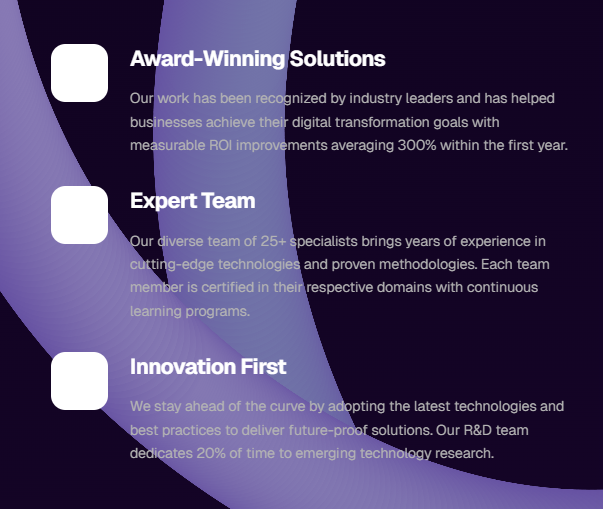 Award-Winning Solutions
Our work has been recognized by industry leaders and has helped
businesses achieve their digital transformation goals with
measurable ROI improvements averaging 300% within the first year.
Expert Team
Our diverse team of 25+ specialists brings years of experience in
cutting-edge technologies and proven methodologies. Each team
member is certified in their respective domains with continuous
learning programs.
Innovation First
We stay ahead of the curve by adopting the latest technologies and
best practices to deliver future-proof solutions. Our R&D team
dedicates 20% of time to emerging technology research.